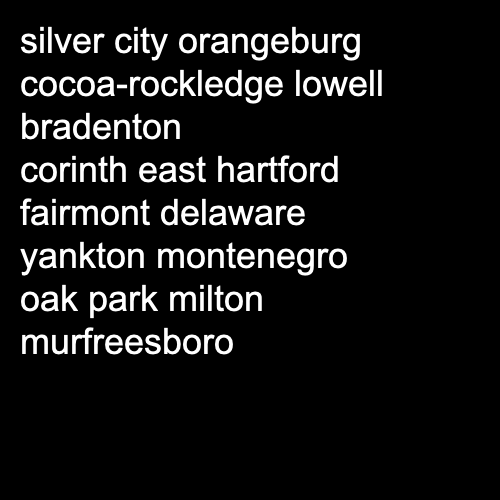 silver city orangeburg
cocoa-rockledge lowell
bradenton
corinth east hartford
fairmont delaware
yankton montenegro
oak park milton
murfreesboro